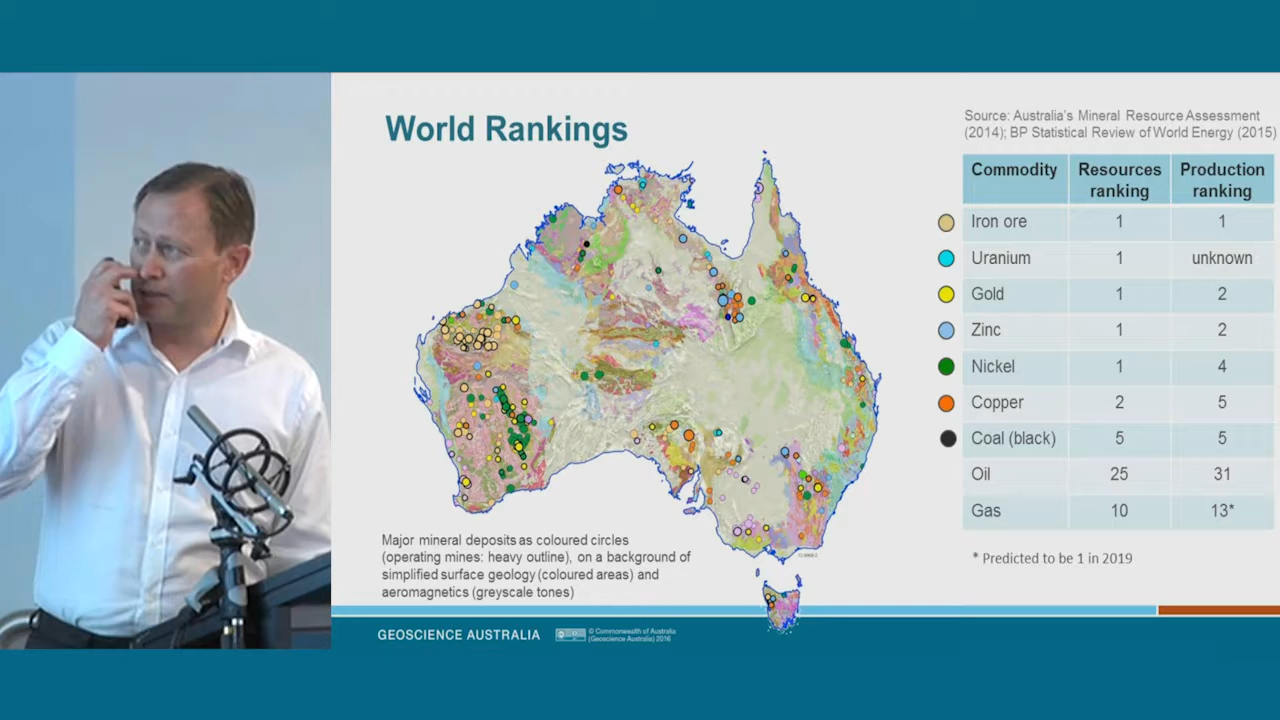 World Rankings
Source: Australia's Mineral Resource Assessment
(2014); BP Statistical Review of World Energy (2015)
Commodity Resources ranking Production ranking
Iron ore 1 1
Uranium 1 unknown
Gold 1 2
Zinc 1 2
Nickel 1 4
Copper 2 5
Coal (black) 5 5
Oil 25 31
Gas 10 13*
* Predicted to be 1 in 2019
Major mineral deposits as coloured circles
(operating mines: heavy outline), on a background of
simplified surface geology (coloured areas) and
aeromagnetics (greyscale tones)
GEOSCIENCE AUSTRALIA
© Commonwealth of Australia
(Geoscience Australia) 2016